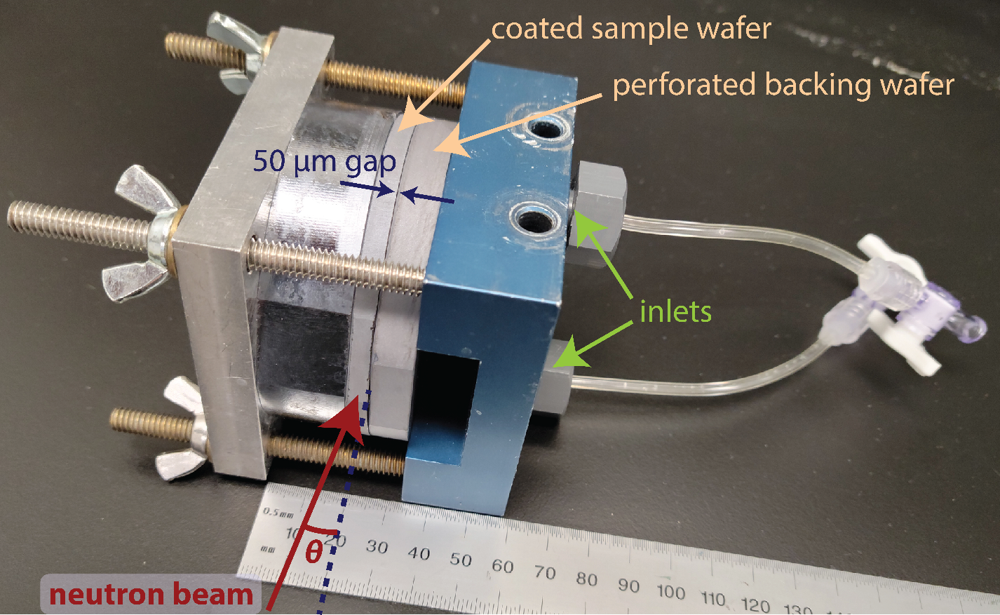 coated sample wafer
perforated backing wafer
50 µm gap
inlets
0.5mm
mm
10 20 30 40 50 60 70 80 90 100 110 120 130
θ
neutron beam